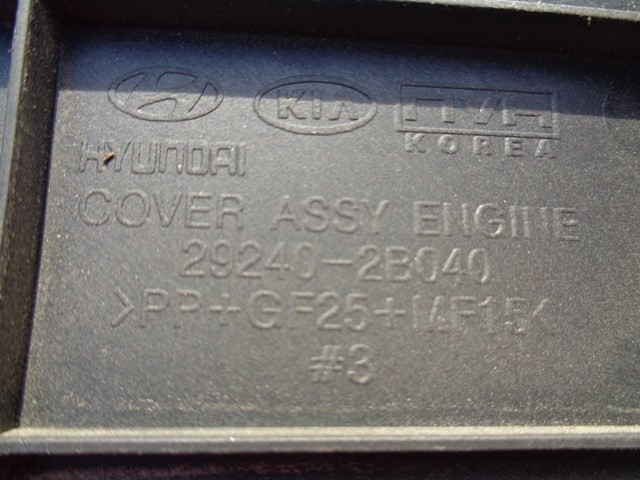 KIA
HYUNDAI
KOREA
COVER ASSY ENGINE
29240-2B040
>PP+GF25+MF15<
#3